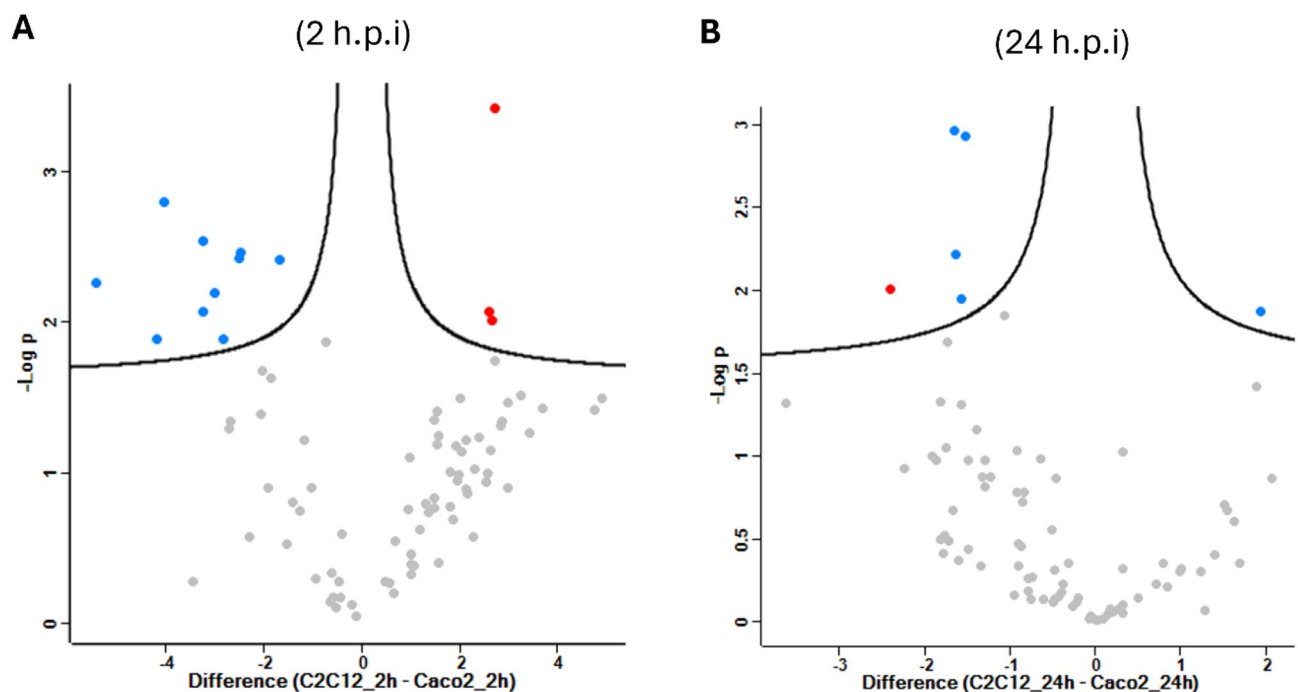 A
(2 h.p.i)
3
2
1
0
-Log p
-4
-2
0
2
4
Difference (C2C12_2h - Caco2_2h)
B
(24 h.p.i)
3
2.5
2
1.5
1
0.5
0
-Log p
-3
-2
-1
0
1
2
Difference (C2C12_24h - Caco2_24h)